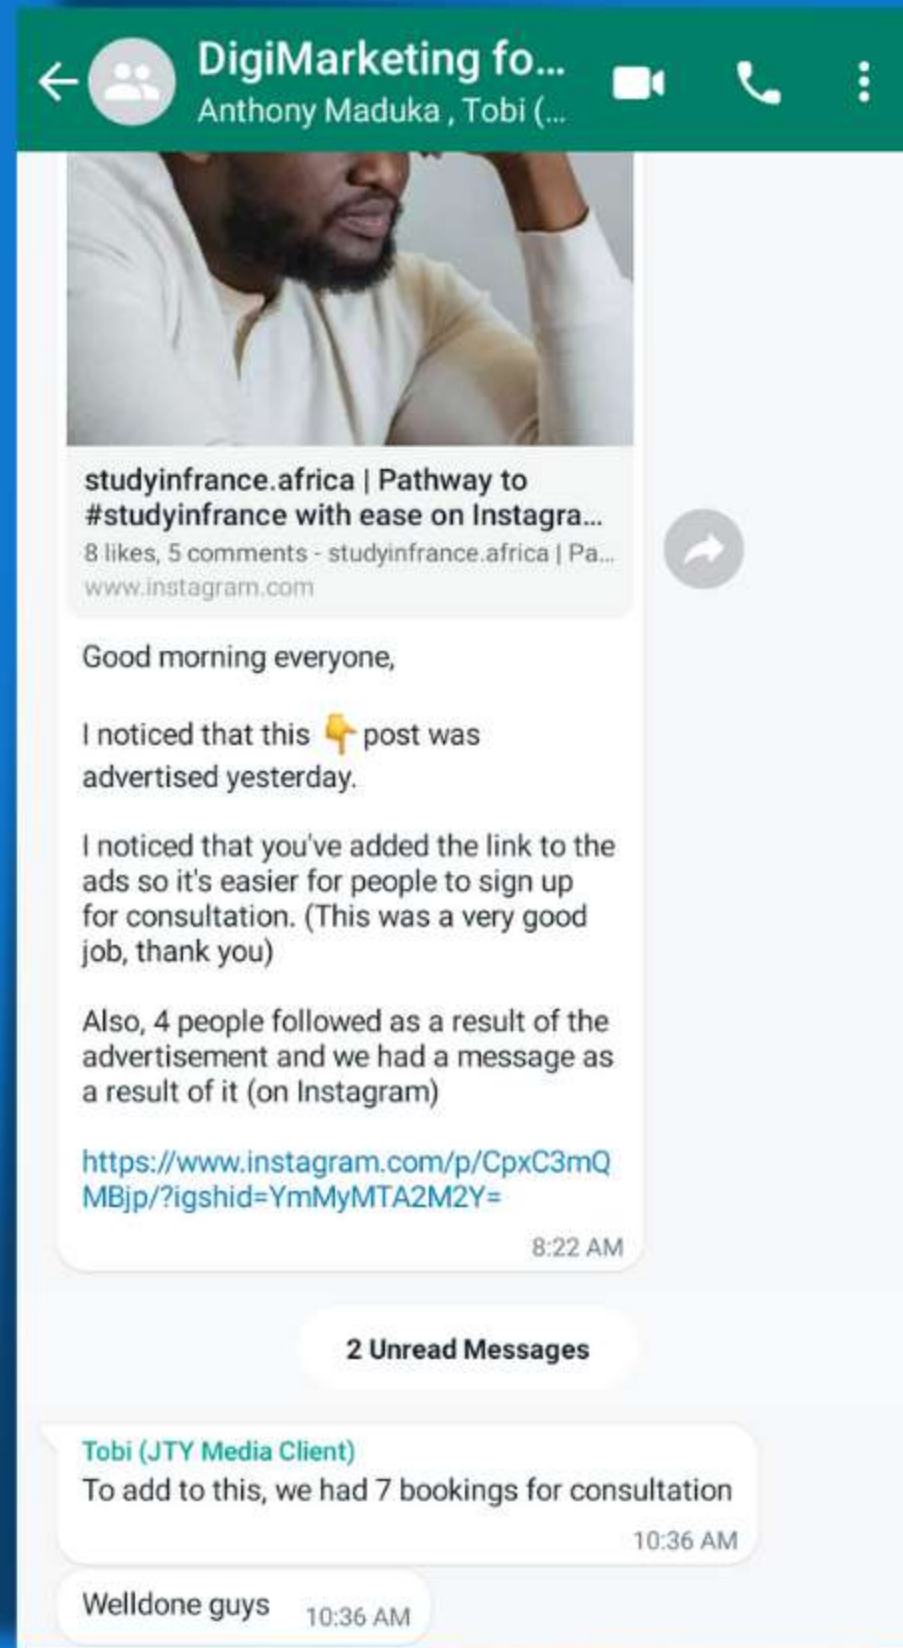 DigiMarketing fo...
Anthony Maduka , Tobi (...
studyinfrance.africa | Pathway to
#studyinfrance with ease on Instagra...
8 likes, 5 comments - studyinfrance.africa | Pa...
www.instagram.com
Good morning everyone,
I noticed that this 👇 post was
advertised yesterday.
I noticed that you've added the link to the
ads so it's easier for people to sign up
for consultation. (This was a very good
job, thank you)
Also, 4 people followed as a result of the
advertisement and we had a message as
a result of it (on Instagram)
https://www.instagram.com/p/CpxC3mQ
MBjp/?igshid=YmMyMTA2M2Y=
8:22 AM
2 Unread Messages
Tobi (JTY Media Client)
To add to this, we had 7 bookings for consultation
10:36 AM
Welldone guys 10:36 AM